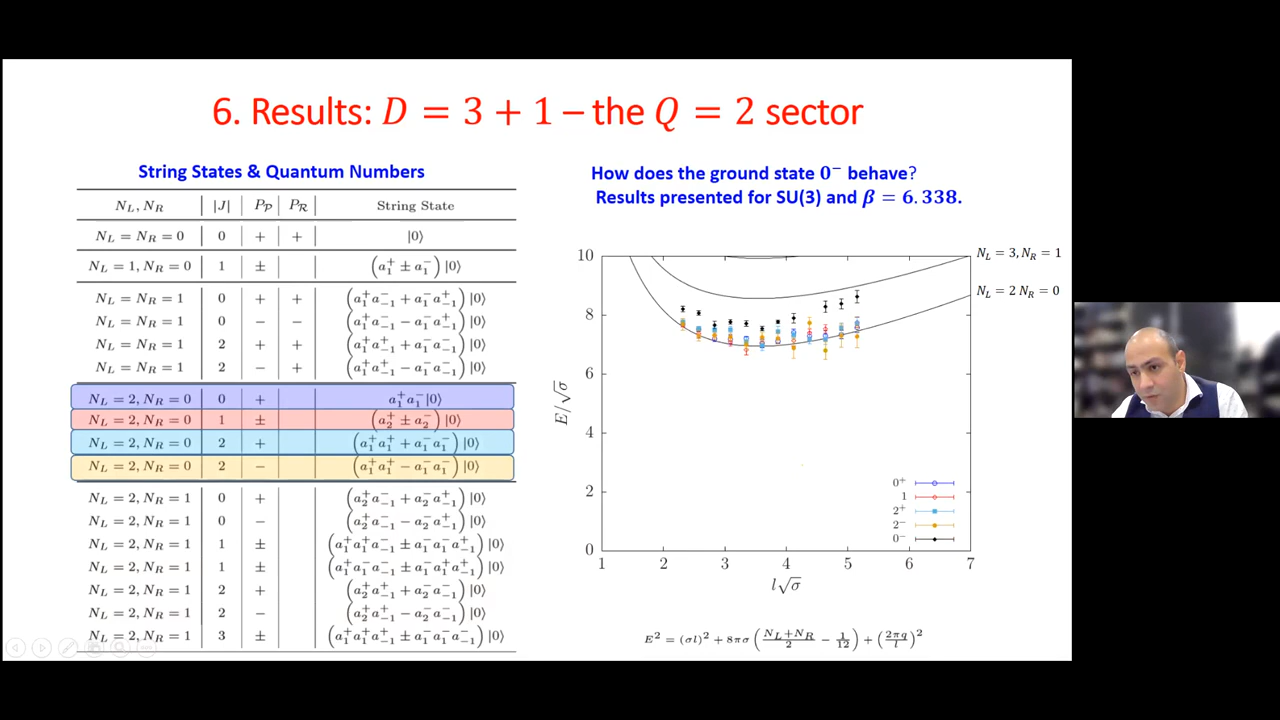 6. Results: D = 3 + 1 – the Q = 2 sector
String States & Quantum Numbers
N_L, N_R |J| P_P P_R String State
N_L = N_R = 0 0 + + |0⟩
N_L = 1, N_R = 0 1 ± (a_1^+ ± a_1^-) |0⟩
N_L = N_R = 1 0 + + (a_1^+ a_{-1}^- + a_1^- a_{-1}^+) |0⟩
N_L = N_R = 1 0 − − (a_1^+ a_{-1}^- − a_1^- a_{-1}^+) |0⟩
N_L = N_R = 1 2 + + (a_1^+ a_{-1}^+ + a_1^- a_{-1}^-) |0⟩
N_L = N_R = 1 2 − + (a_1^+ a_{-1}^+ − a_1^- a_{-1}^-) |0⟩
N_L = 2, N_R = 0 0 + a_1^+ a_1^- |0⟩
N_L = 2, N_R = 0 1 ± (a_2^+ ± a_2^-) |0⟩
N_L = 2, N_R = 0 2 + (a_1^+ a_1^+ + a_1^- a_1^-) |0⟩
N_L = 2, N_R = 0 2 − (a_1^+ a_1^+ − a_1^- a_1^-) |0⟩
N_L = 2, N_R = 1 0 + (a_2^+ a_{-1}^- + a_2^- a_{-1}^+) |0⟩
N_L = 2, N_R = 1 0 − (a_2^+ a_{-1}^- − a_2^- a_{-1}^+) |0⟩
N_L = 2, N_R = 1 1 ± (a_1^+ a_1^+ a_{-1}^- ± a_1^- a_1^- a_{-1}^+) |0⟩
N_L = 2, N_R = 1 1 ± (a_1^+ a_1^- a_{-1}^- ± a_1^- a_1^+ a_{-1}^+) |0⟩
N_L = 2, N_R = 1 2 + (a_2^+ a_{-1}^+ + a_2^- a_{-1}^-) |0⟩
N_L = 2, N_R = 1 2 − (a_2^+ a_{-1}^+ − a_2^- a_{-1}^-) |0⟩
N_L = 2, N_R = 1 3 ± (a_1^+ a_1^+ a_{-1}^+ ± a_1^- a_1^- a_{-1}^-) |0⟩
How does the ground state 0^- behave?
Results presented for SU(3) and β = 6.338.
N_L = 3, N_R = 1
N_L = 2 N_R = 0
10
8
6
4
2
0
E/√σ
0^+
1
2^+
2^-
0^-
1 2 3 4 5 6 7
l√σ
E^2 = (σl)^2 + 8πσ ((N_L+N_R)/2 − 1/12) + (2πq/l)^2